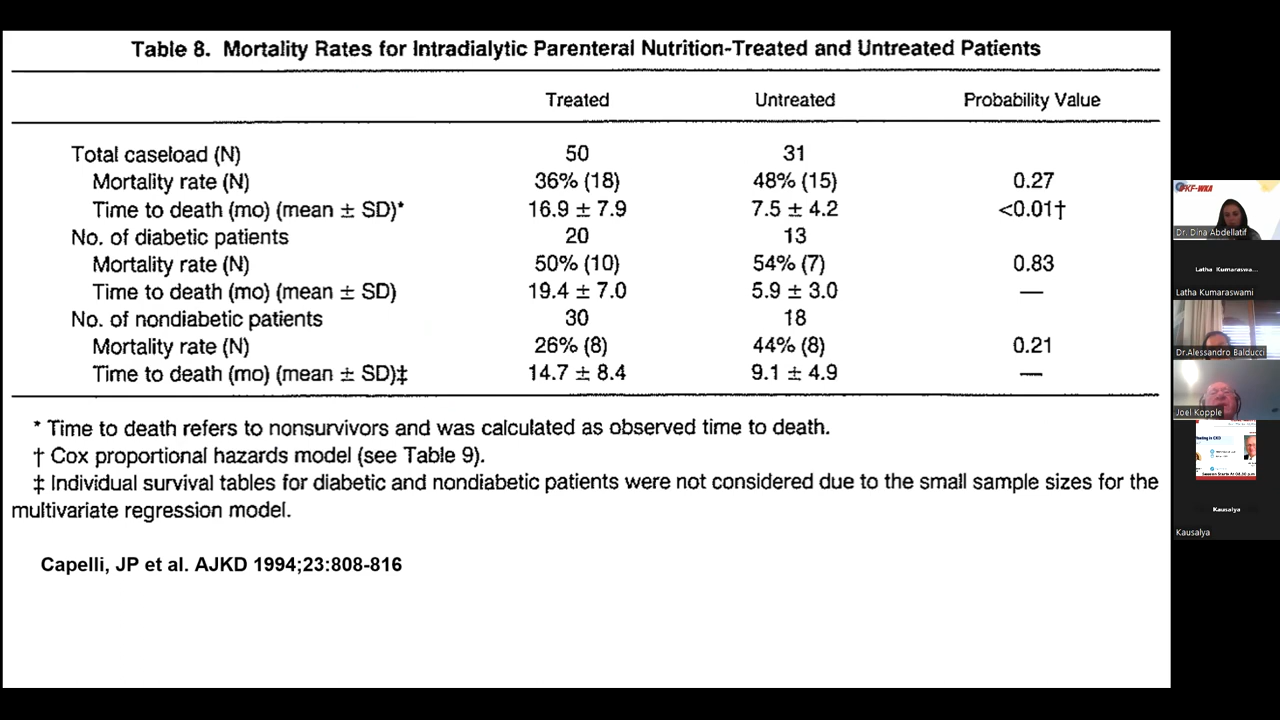 Table 8. Mortality Rates for Intradialytic Parenteral Nutrition-Treated and Untreated Patients
Treated Untreated Probability Value
Total caseload (N) 50 31
Mortality rate (N) 36% (18) 48% (15) 0.27
Time to death (mo) (mean ± SD)* 16.9 ± 7.9 7.5 ± 4.2 <0.01†
No. of diabetic patients 20 13
Mortality rate (N) 50% (10) 54% (7) 0.83
Time to death (mo) (mean ± SD) 19.4 ± 7.0 5.9 ± 3.0 —
No. of nondiabetic patients 30 18
Mortality rate (N) 26% (8) 44% (8) 0.21
Time to death (mo) (mean ± SD)‡ 14.7 ± 8.4 9.1 ± 4.9 —
* Time to death refers to nonsurvivors and was calculated as observed time to death.
† Cox proportional hazards model (see Table 9).
‡ Individual survival tables for diabetic and nondiabetic patients were not considered due to the small sample sizes for the
multivariate regression model.
Capelli, JP et al. AJKD 1994;23:808-816
Dr. Dina Abdellatif
Latha Kumaraswa...
Latha Kumaraswami
Dr.Alessandro Balducci
Joel Kopple
Kausalya
Kausalya